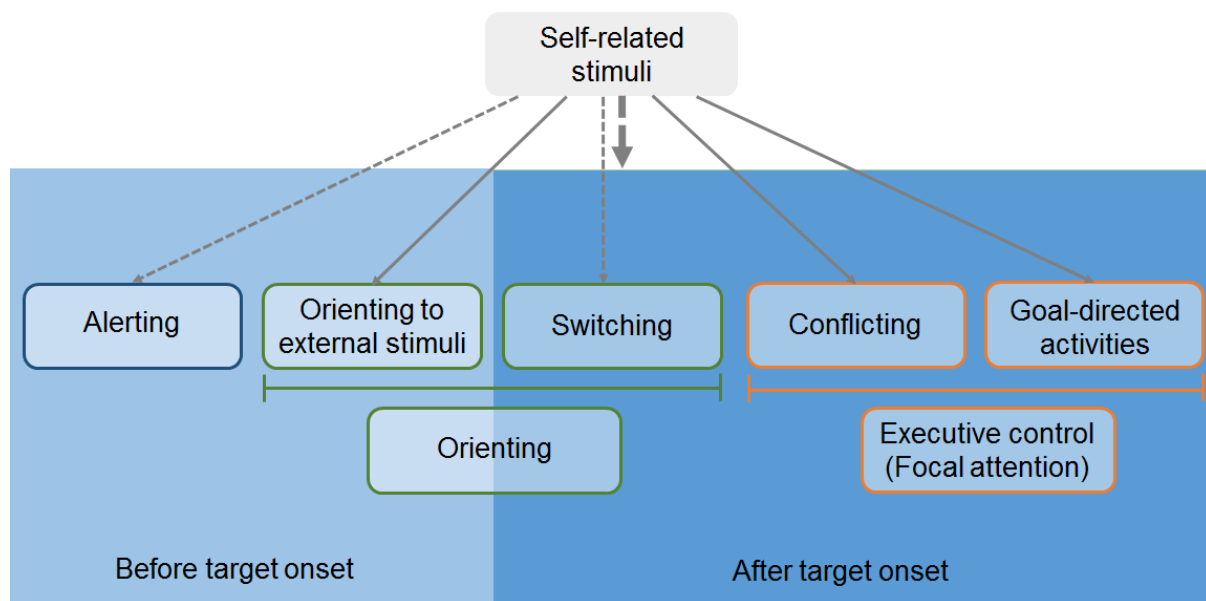 Self-related
stimuli
Alerting
Orienting to
external stimuli
Switching
Conflicting
Goal-directed
activities
Orienting
Executive control
(Focal attention)
Before target onset
After target onset